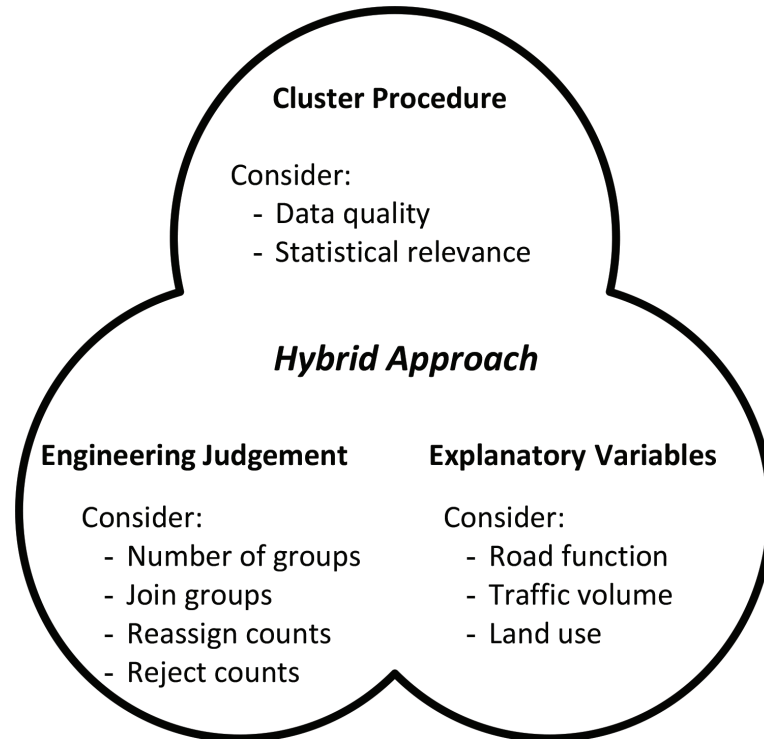 Cluster Procedure
Consider:
- Data quality
- Statistical relevance
Hybrid Approach
Engineering Judgement
Consider:
- Number of groups
- Join groups
- Reassign counts
- Reject counts
Explanatory Variables
Consider:
- Road function
- Traffic volume
- Land use